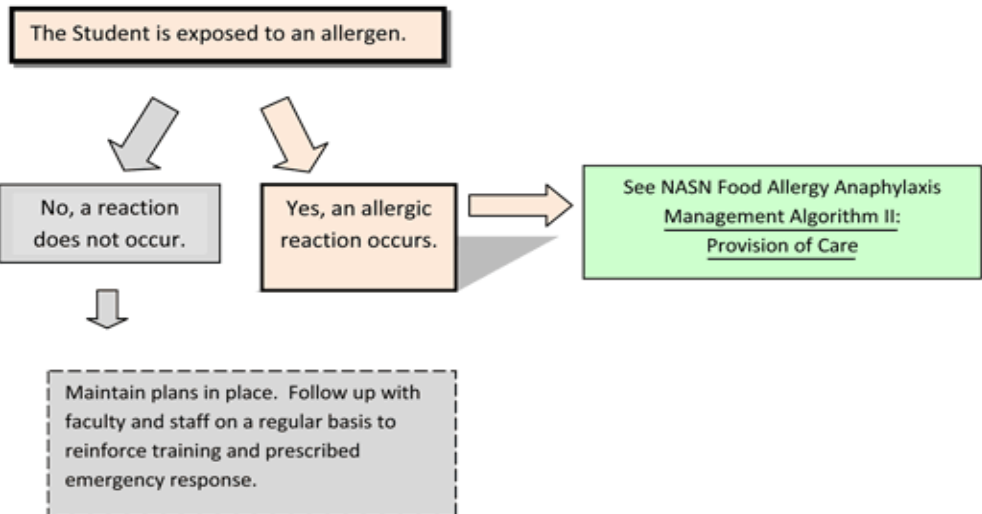 The Student is exposed to an allergen.
No, a reaction
does not occur.
Yes, an allergic
reaction occurs.
See NASN Food Allergy Anaphylaxis
Management Algorithm II:
Provision of Care
Maintain plans in place.  Follow up with
faculty and staff on a regular basis to
reinforce training and prescribed
emergency response.